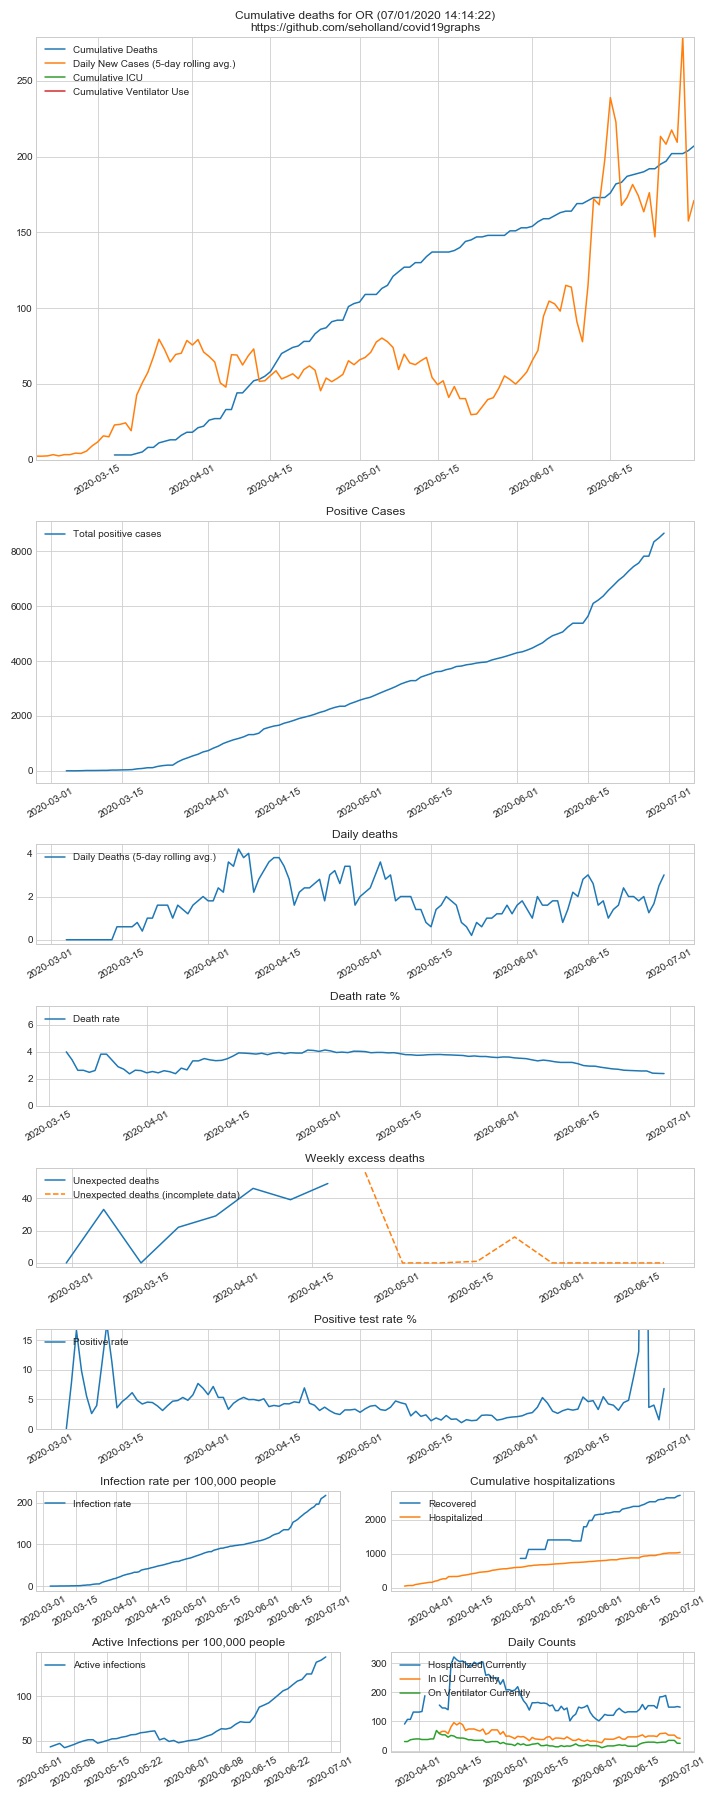 Cumulative deaths for OR (07/01/2020 14:14:22)
https://github.com/seholland/covid19graphs
Cumulative Deaths
Daily New Cases (5-day rolling avg.)
Cumulative ICU
Cumulative Ventilator Use
250
200
150
100
50
0
2020-03-15 2020-04-01 2020-04-15 2020-05-01 2020-05-15 2020-06-01 2020-06-15
Positive Cases
Total positive cases
8000
6000
4000
2000
0
2020-03-01 2020-03-15 2020-04-01 2020-04-15 2020-05-01 2020-05-15 2020-06-01 2020-06-15 2020-07-01
Daily deaths
Daily Deaths (5-day rolling avg.)
4
2
0
2020-03-01 2020-03-15 2020-04-01 2020-04-15 2020-05-01 2020-05-15 2020-06-01 2020-06-15 2020-07-01
Death rate %
Death rate
6
4
2
0
2020-03-15 2020-04-01 2020-04-15 2020-05-01 2020-05-15 2020-06-01 2020-06-15 2020-07-01
Weekly excess deaths
Unexpected deaths
Unexpected deaths (incomplete data)
40
20
0
2020-03-01 2020-03-15 2020-04-01 2020-04-15 2020-05-01 2020-05-15 2020-06-01 2020-06-15
Positive test rate %
Positive rate
15
10
5
0
2020-03-01 2020-03-15 2020-04-01 2020-04-15 2020-05-01 2020-05-15 2020-06-01 2020-06-15 2020-07-01
Infection rate per 100,000 people
Infection rate
200
100
0
2020-03-01 2020-03-15 2020-04-01 2020-04-15 2020-05-01 2020-05-15 2020-06-01 2020-06-15 2020-07-01
Cumulative hospitalizations
Recovered
Hospitalized
2000
1000
0
2020-04-01 2020-04-15 2020-05-01 2020-05-15 2020-06-01 2020-06-15 2020-07-01
Active Infections per 100,000 people
Active infections
100
50
2020-05-01 2020-05-08 2020-05-15 2020-05-22 2020-06-01 2020-06-08 2020-06-15 2020-06-22 2020-07-01
Daily Counts
Hospitalized Currently
In ICU Currently
On Ventilator Currently
300
200
100
0
2020-04-01 2020-04-15 2020-05-01 2020-05-15 2020-06-01 2020-06-15 2020-07-01